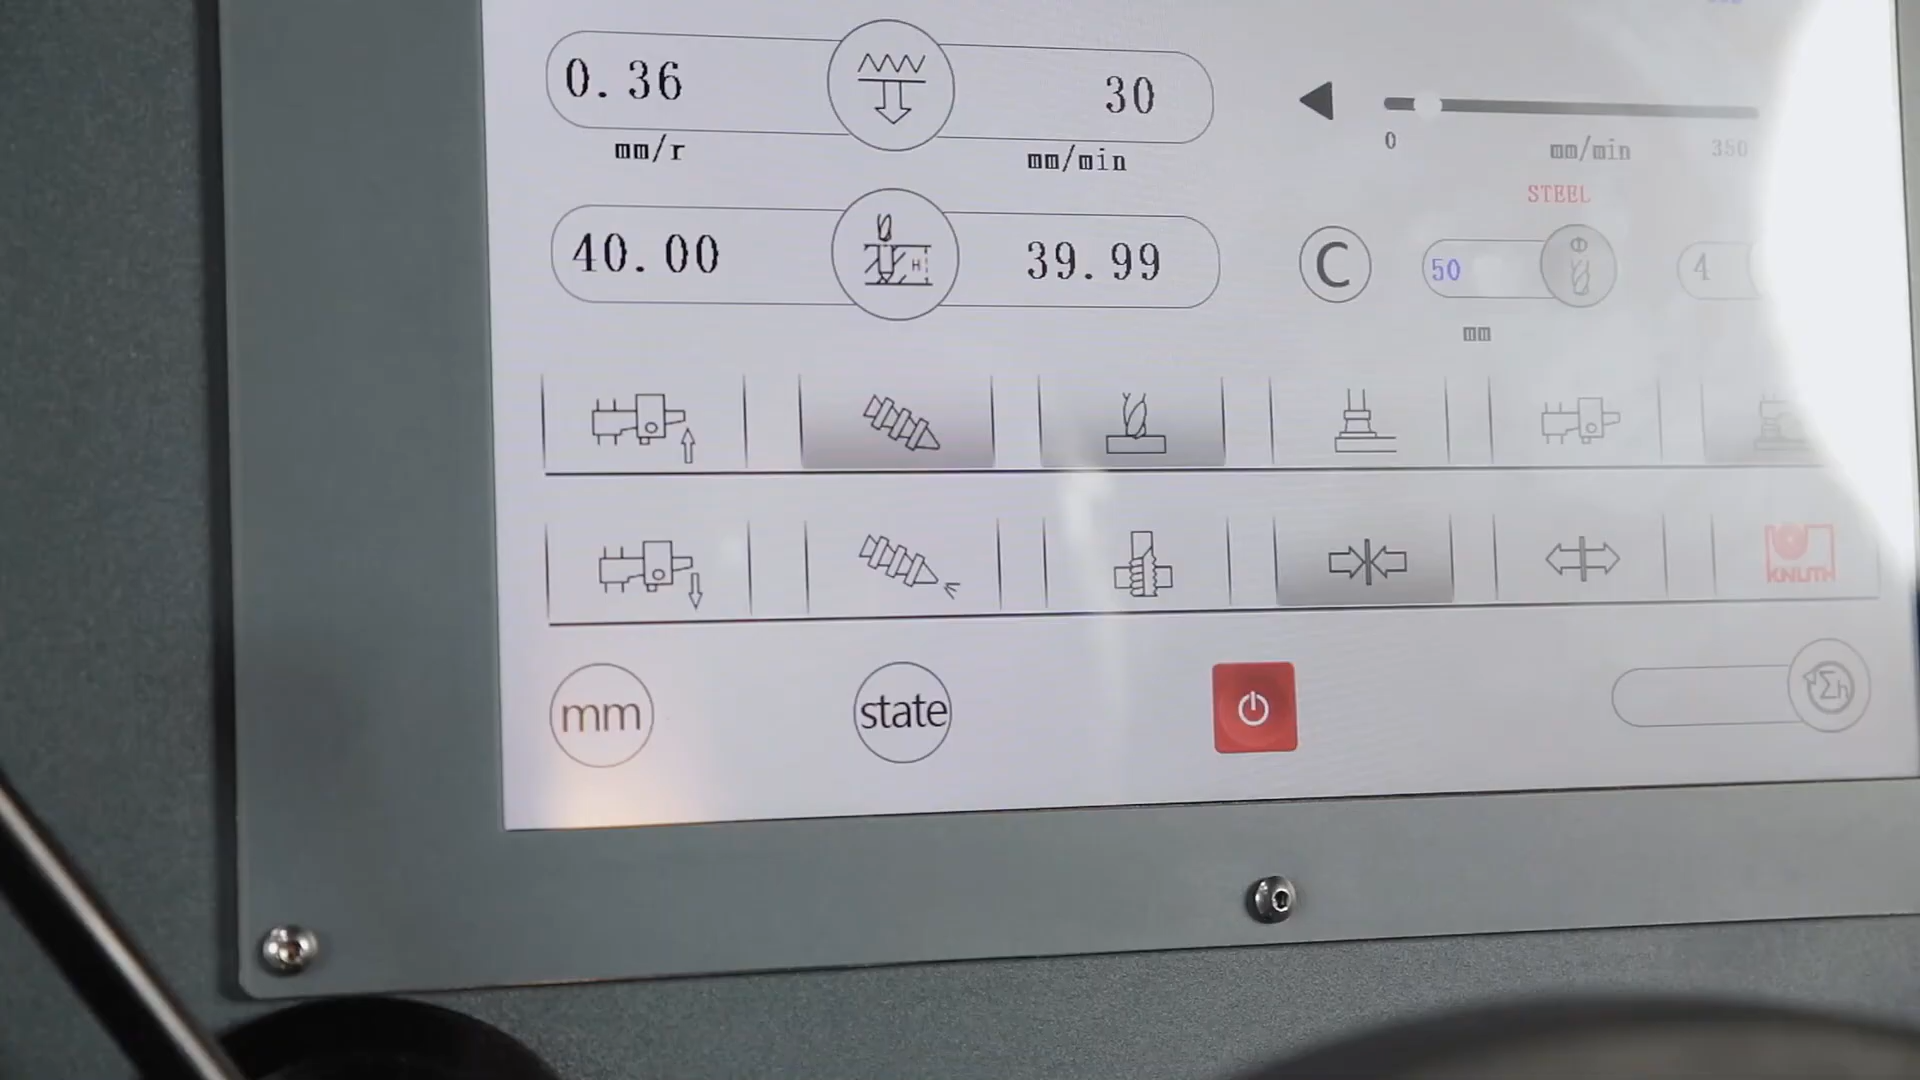 0.36 30
mm/r mm/min
0 mm/min 350
STEEL
40.00 H 39.99 C 50 Φ 4
mm
KNUTH
mm state Σh